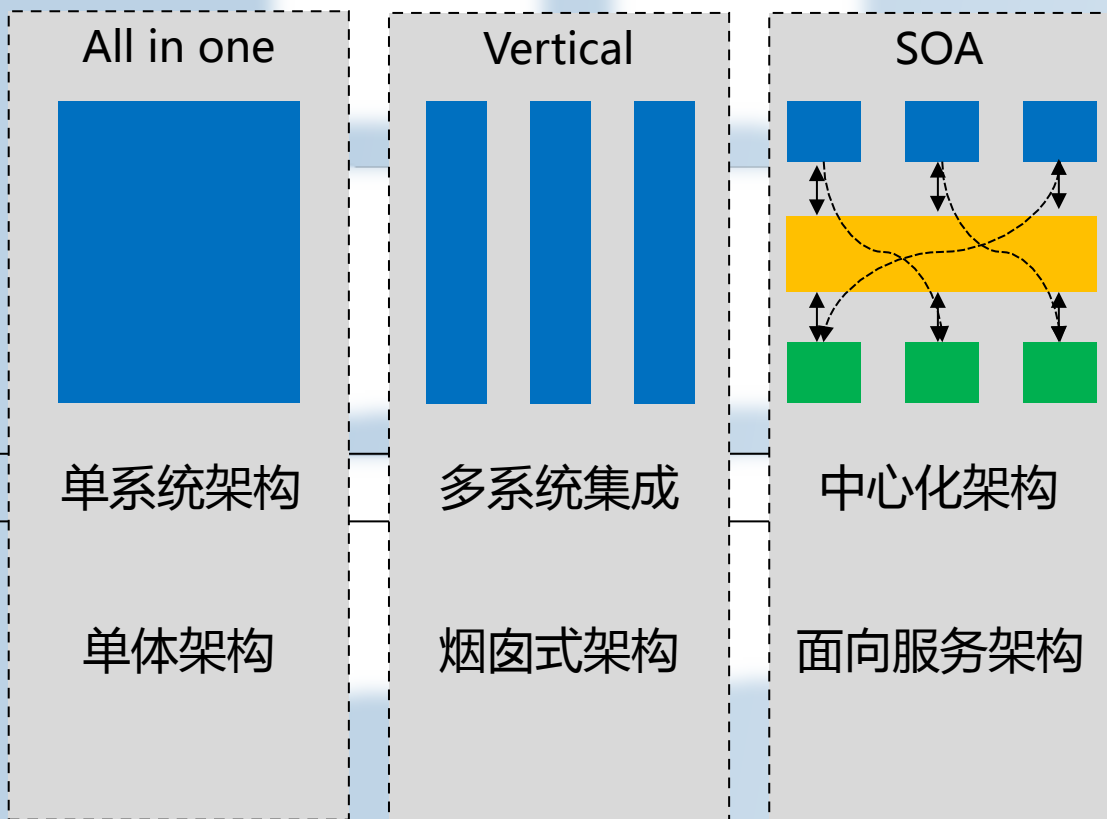 All in one
单系统架构
单体架构
Vertical
多系统集成
烟囱式架构
SOA
中心化架构
面向服务架构